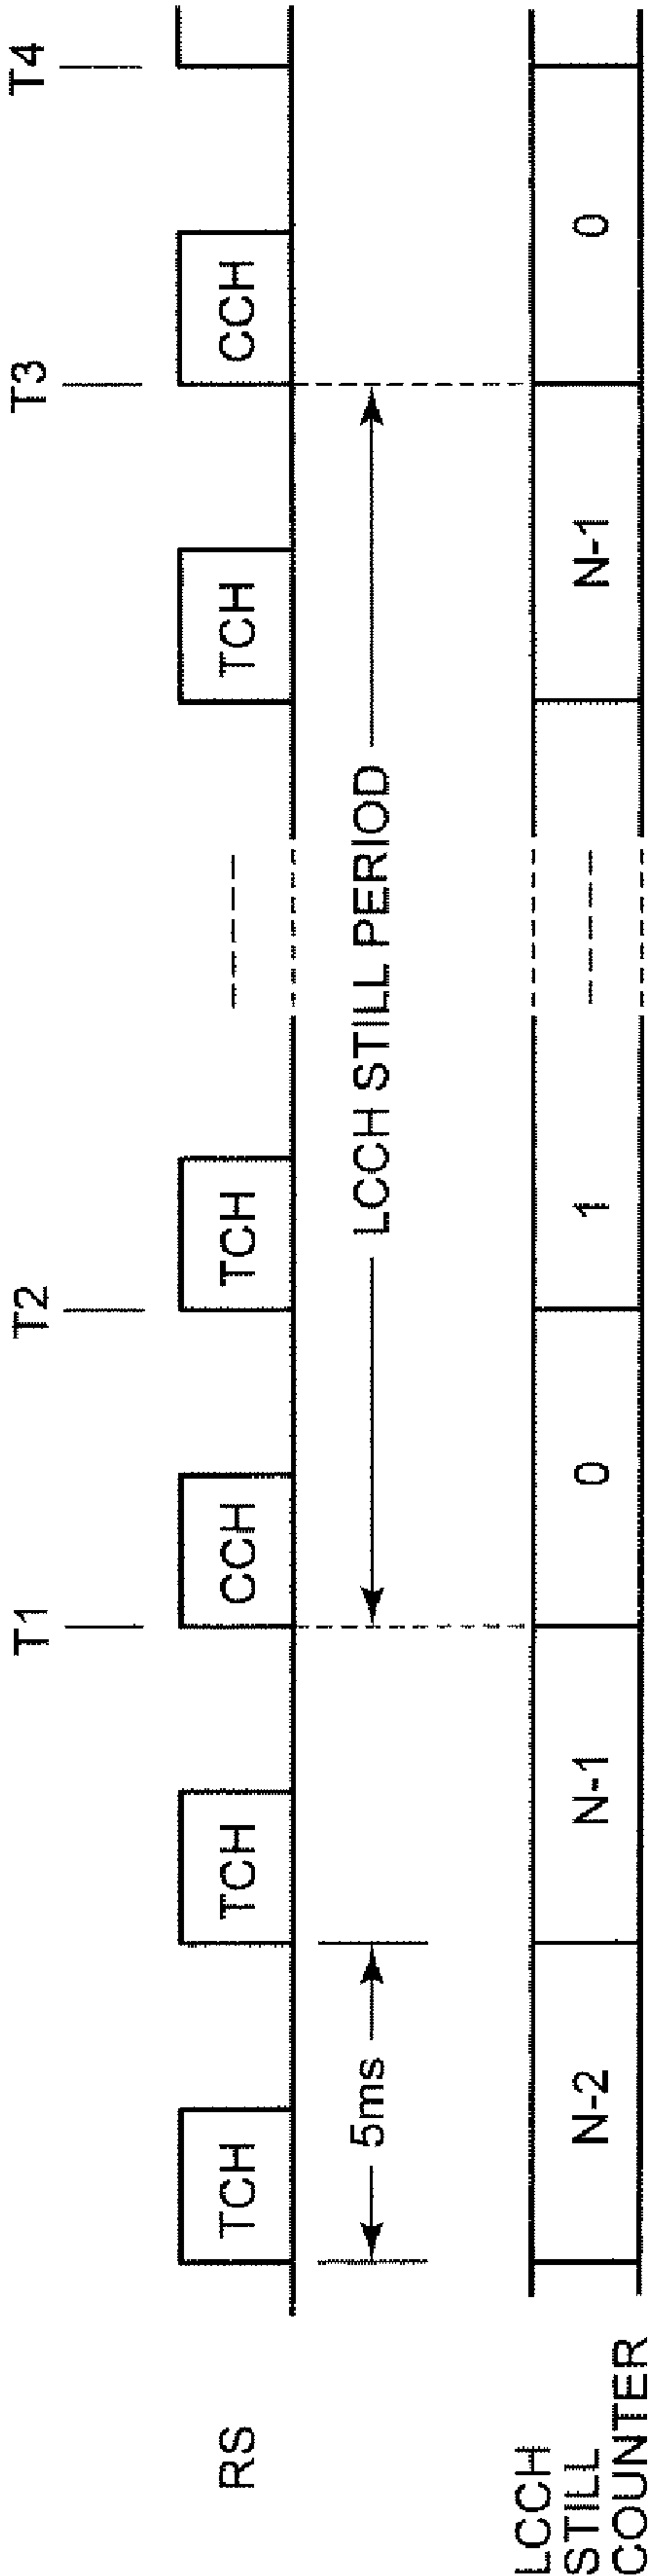 T1
T2
T3
T4
RS
TCH
TCH
CCH
TCH
TCH
CCH
5ms
LCCH STILL PERIOD
LCCH
STILL
COUNTER
N-2
N-1
0
1
N-1
0